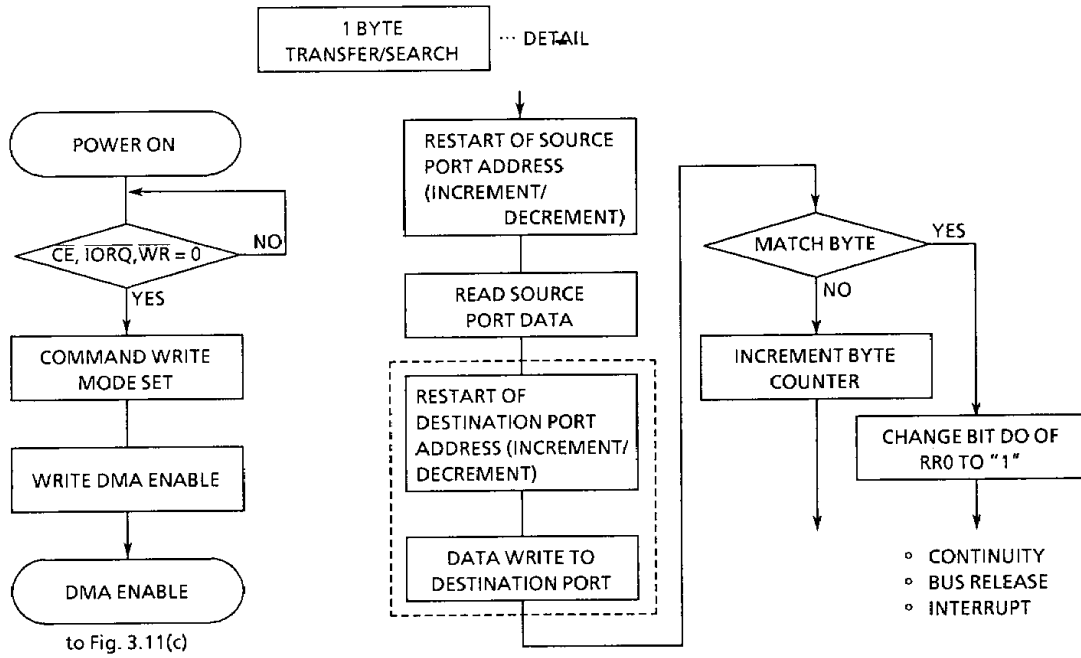 1 BYTE
TRANSFER/SEARCH
··· DETAIL
POWER ON
C̅E̅, I̅O̅R̅Q̅, W̅R̅ = 0
NO
YES
COMMAND WRITE
MODE SET
WRITE DMA ENABLE
DMA ENABLE
to Fig. 3.11(c)
RESTART OF SOURCE
PORT ADDRESS
(INCREMENT/
DECREMENT)
READ SOURCE
PORT DATA
RESTART OF
DESTINATION PORT
ADDRESS (INCREMENT/
DECREMENT)
DATA WRITE TO
DESTINATION PORT
MATCH BYTE
YES
NO
INCREMENT BYTE
COUNTER
CHANGE BIT DO OF
RR0 TO "1"
° CONTINUITY
° BUS RELEASE
° INTERRUPT